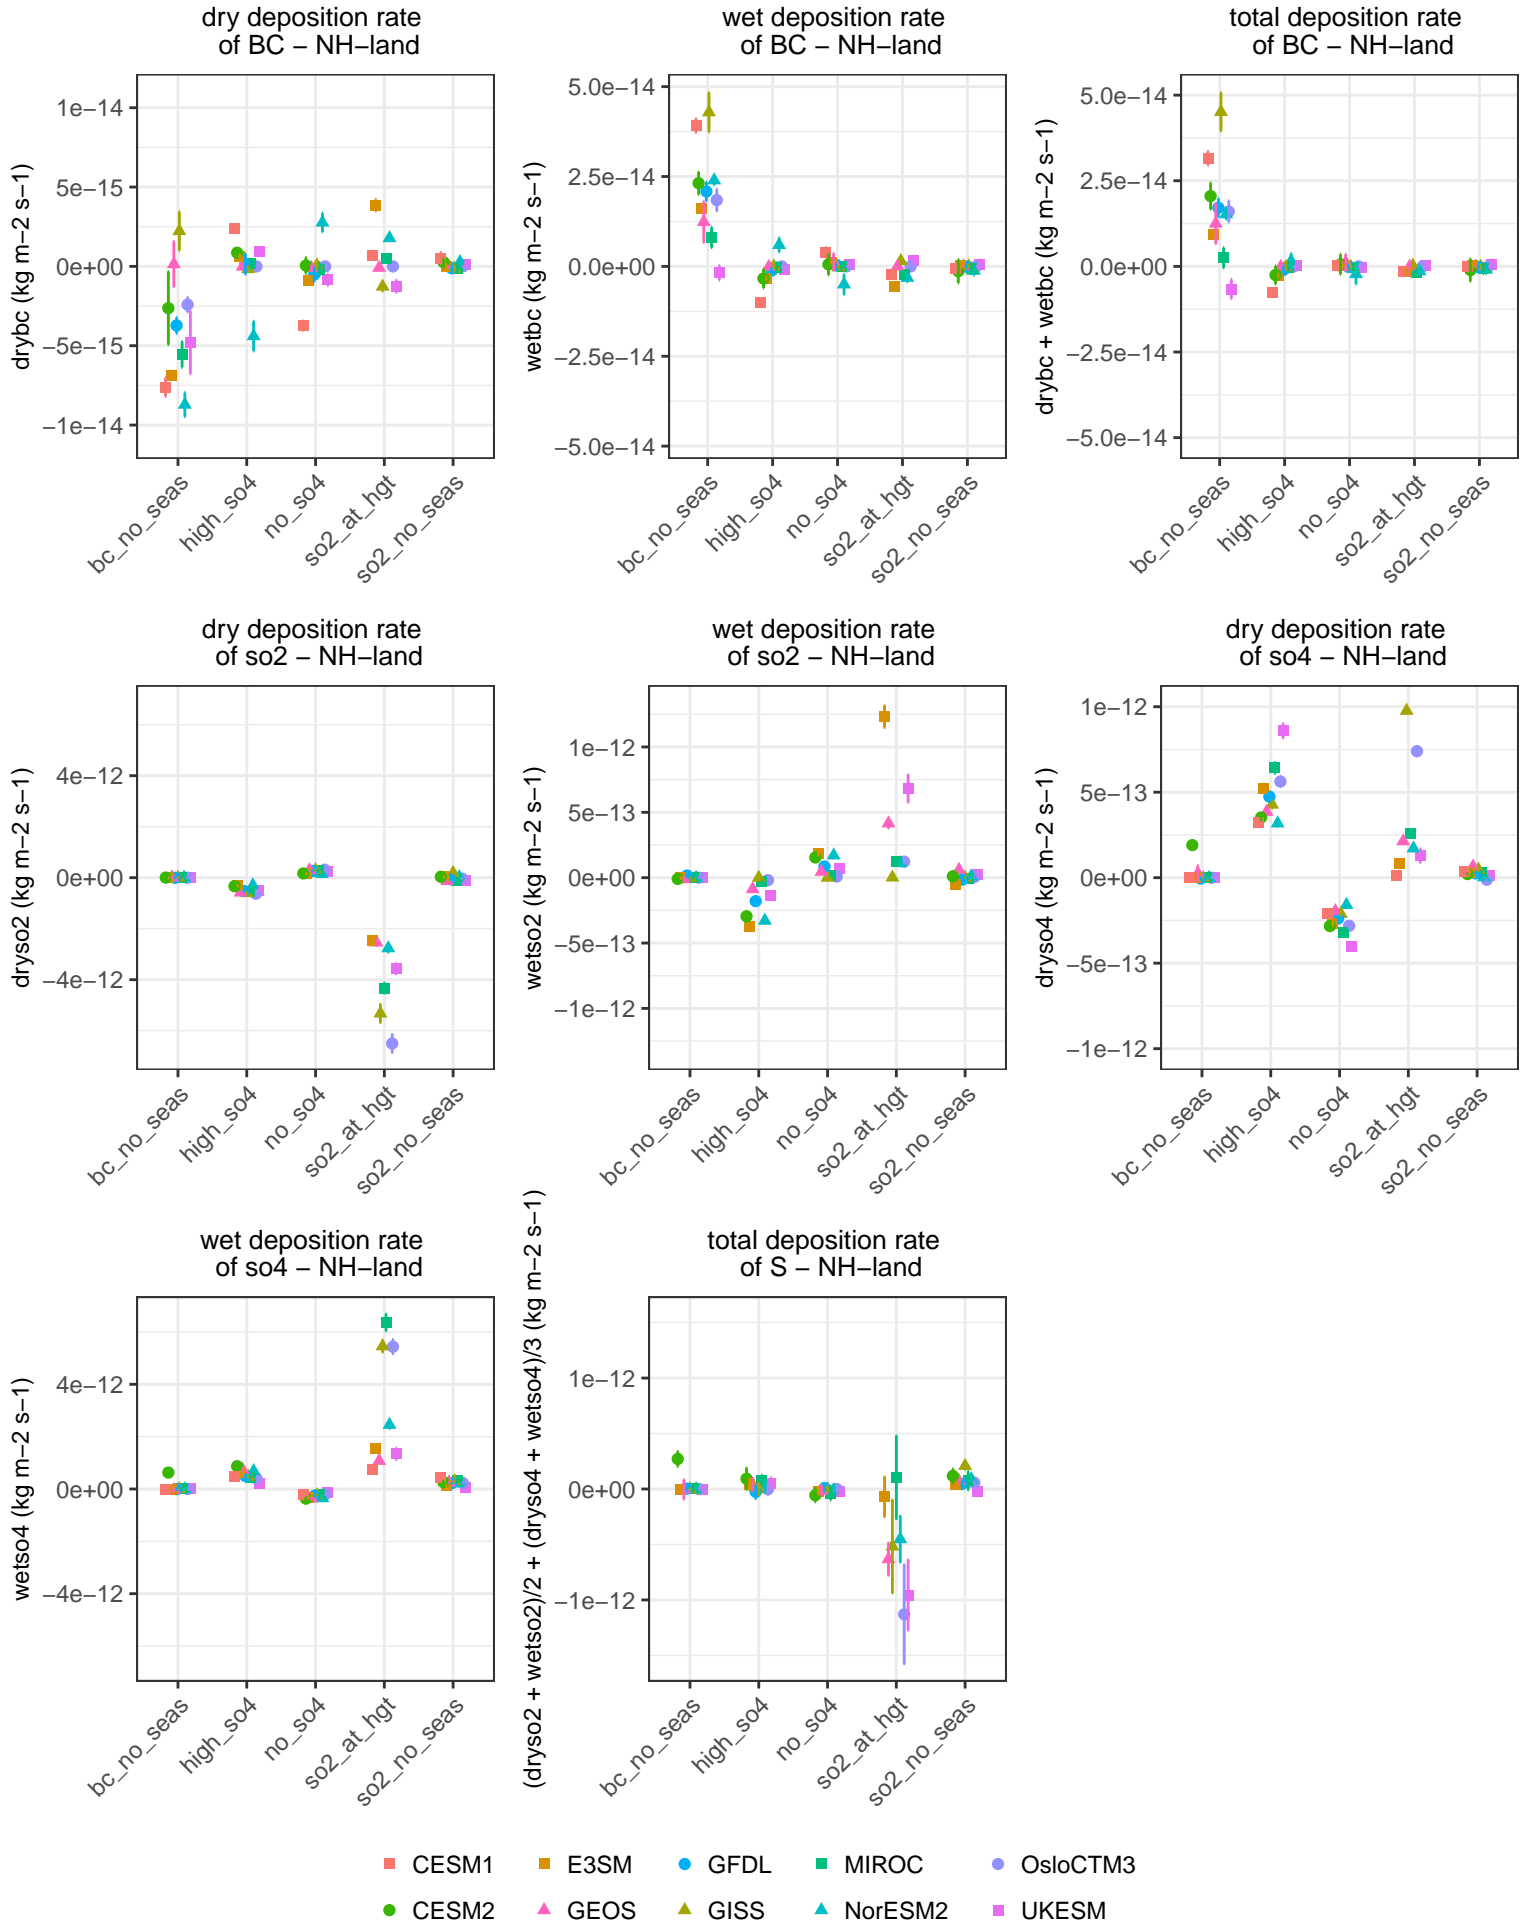 dry deposition rate
of BC − NH−land
wet deposition rate
of BC − NH−land
total deposition rate
of BC − NH−land
drybc (kg m−2 s−1)
1e−14
5e−15
0e+00
−5e−15
−1e−14
wetbc (kg m−2 s−1)
5.0e−14
2.5e−14
0.0e+00
−2.5e−14
−5.0e−14
drybc + wetbc (kg m−2 s−1)
5.0e−14
2.5e−14
0.0e+00
−2.5e−14
−5.0e−14
bc_no_seas
high_so4
no_so4
so2_at_hgt
so2_no_seas
bc_no_seas
high_so4
no_so4
so2_at_hgt
so2_no_seas
bc_no_seas
high_so4
no_so4
so2_at_hgt
so2_no_seas
dry deposition rate
of so2 − NH−land
wet deposition rate
of so2 − NH−land
dry deposition rate
of so4 − NH−land
dryso2 (kg m−2 s−1)
4e−12
0e+00
−4e−12
wetso2 (kg m−2 s−1)
1e−12
5e−13
0e+00
−5e−13
−1e−12
dryso4 (kg m−2 s−1)
1e−12
5e−13
0e+00
−5e−13
−1e−12
bc_no_seas
high_so4
no_so4
so2_at_hgt
so2_no_seas
bc_no_seas
high_so4
no_so4
so2_at_hgt
so2_no_seas
bc_no_seas
high_so4
no_so4
so2_at_hgt
so2_no_seas
wet deposition rate
of so4 − NH−land
total deposition rate
of S − NH−land
wetso4 (kg m−2 s−1)
4e−12
0e+00
−4e−12
(dryso2 + wetso2)/2 + (dryso4 + wetso4)/3 (kg m−2 s−1)
1e−12
0e+00
−1e−12
bc_no_seas
high_so4
no_so4
so2_at_hgt
so2_no_seas
bc_no_seas
high_so4
no_so4
so2_at_hgt
so2_no_seas
CESM1 E3SM GFDL MIROC OsloCTM3
CESM2 GEOS GISS NorESM2 UKESM